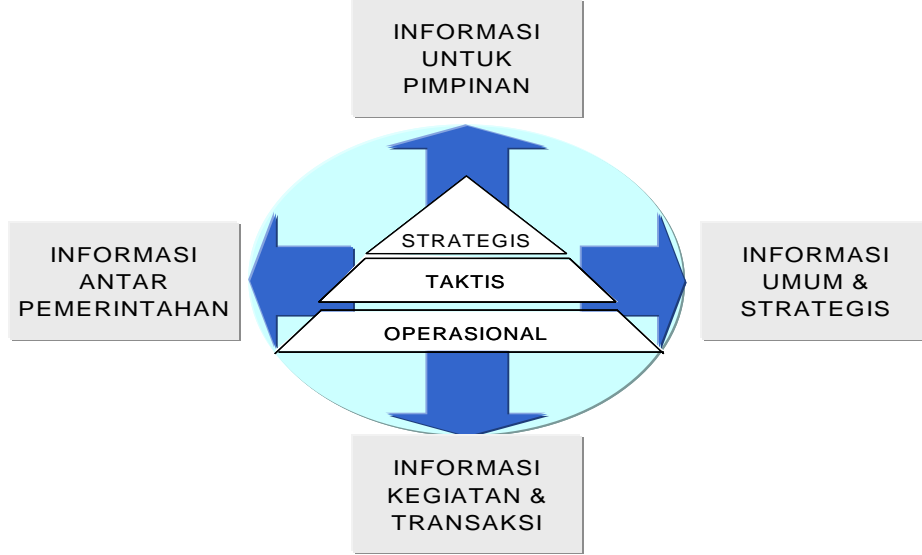 INFORMASI
UNTUK
PIMPINAN
INFORMASI
ANTAR
PEMERINTAHAN
STRATEGIS
TAKTIS
OPERASIONAL
INFORMASI
UMUM &
STRATEGIS
INFORMASI
KEGIATAN &
TRANSAKSI